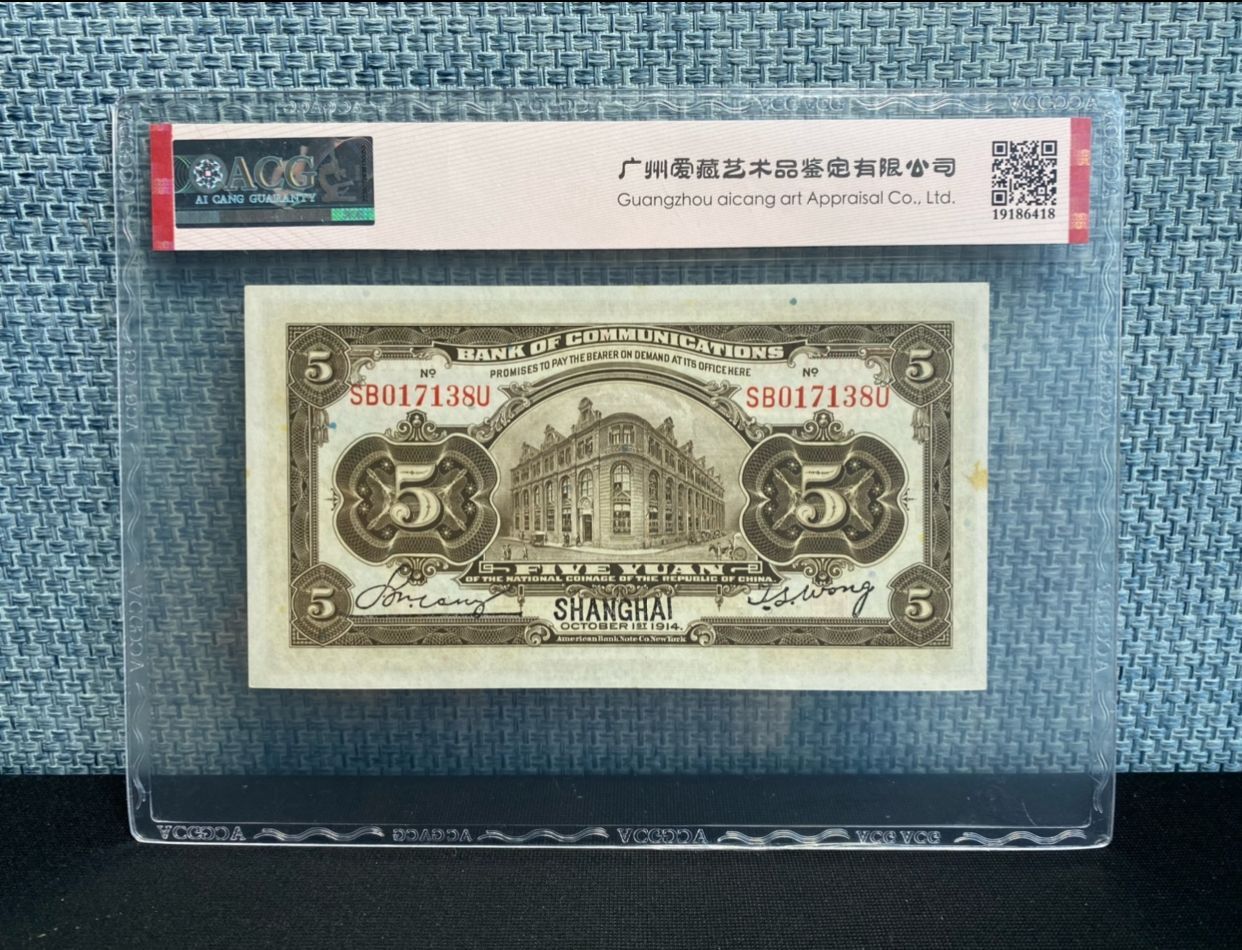 ACG
AI CANG GUARANTY
广州爱藏艺术品鉴定有限公司
Guangzhou aicang art Appraisal Co., Ltd.
19186418
BANK OF COMMUNICATIONS
PROMISES TO PAY THE BEARER ON DEMAND AT ITS OFFICE HERE
5
5
Nº
Nº
SB017138U
SB017138U
5
5
FIVE YUAN
OF THE NATIONAL COINAGE OF THE REPUBLIC OF CHINA
5
5
S. Wong
SHANGHAI
OCTOBER 1ST 1914.
American Bank Note Co. New York